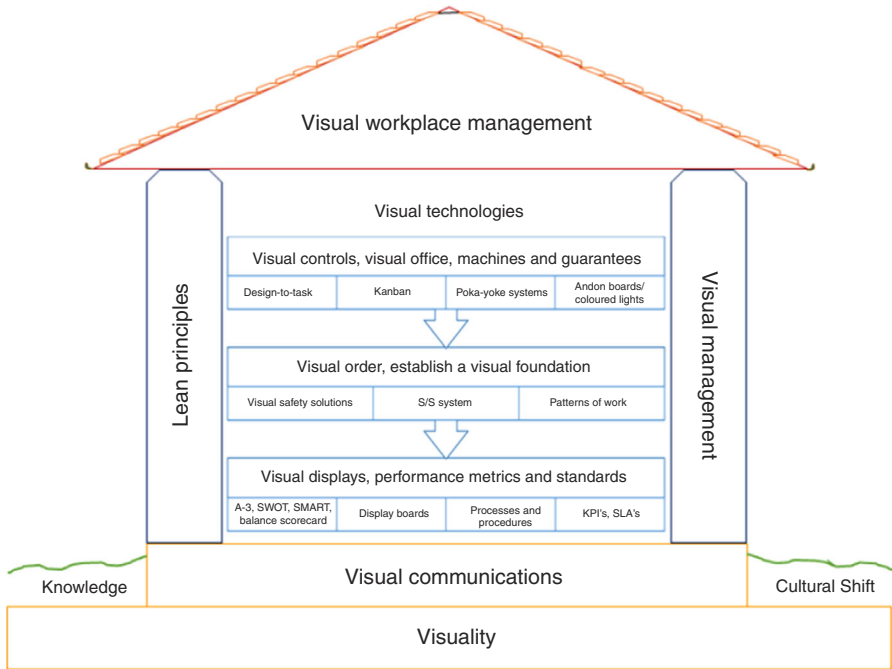 Visual workplace management
Visual technologies
Visual controls, visual office, machines and guarantees
Design-to-task
Kanban
Poka-yoke systems
Andon boards/
coloured lights
Lean principles
Visual management
Visual order, establish a visual foundation
Visual safety solutions
S/S system
Patterns of work
Visual displays, performance metrics and standards
A-3, SWOT, SMART,
balance scorecard
Display boards
Processes and
procedures
KPI's, SLA's
Knowledge
Visual communications
Cultural Shift
Visuality